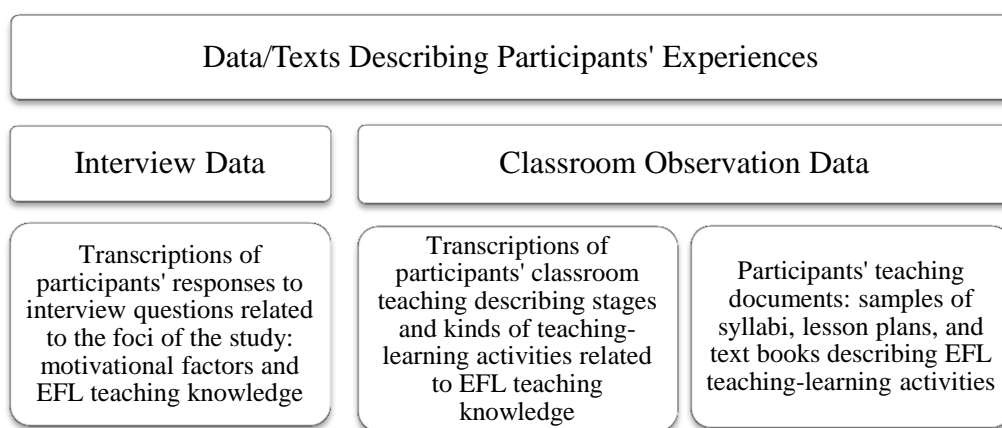 Data/Texts Describing Participants' Experiences
Interview Data
Classroom Observation Data
Transcriptions of
participants' responses to
interview questions related
to the foci of the study:
motivational factors and
EFL teaching knowledge
Transcriptions of
participants' classroom
teaching describing stages
and kinds of teaching-
learning activities related
to EFL teaching
knowledge
Participants' teaching
documents: samples of
syllabi, lesson plans, and
text books describing EFL
teaching-learning activities